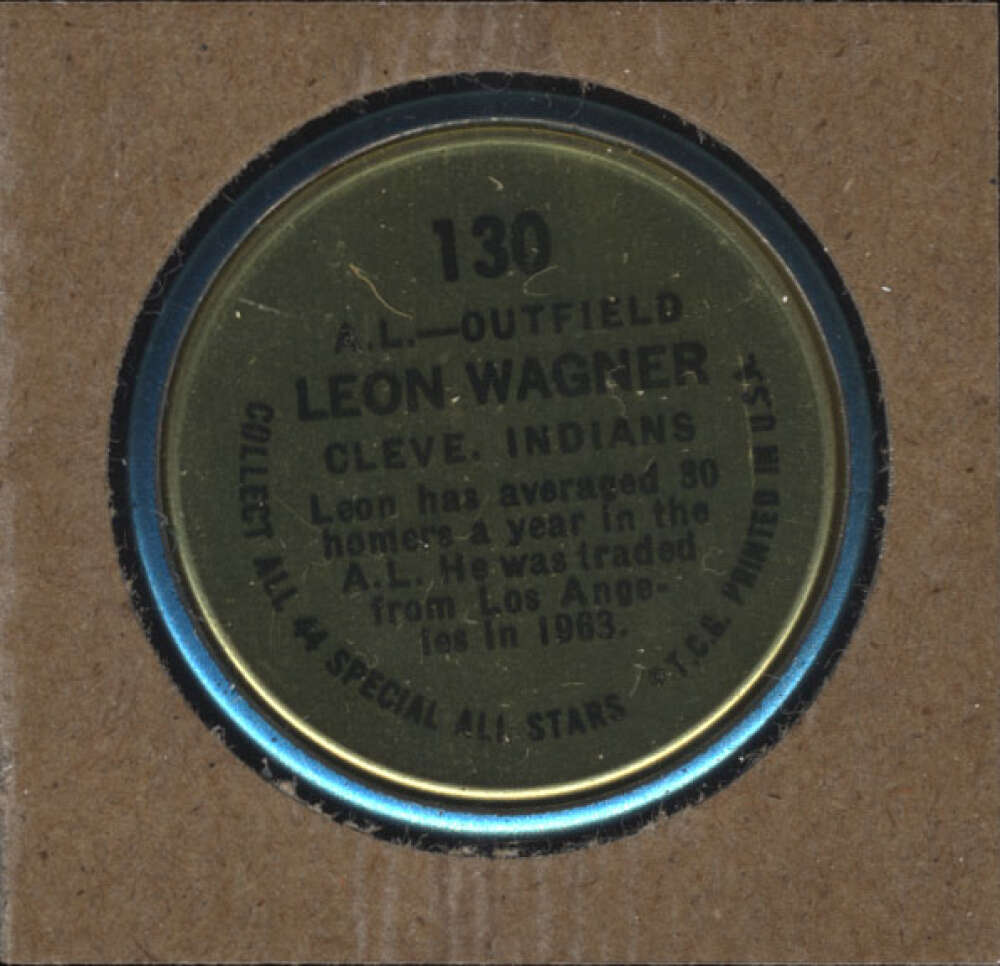 130
A.L.—OUTFIELD
LEON WAGNER
CLEVE. INDIANS
Leon has averaged 30
homers a year in the
A.L. He was traded
from Los Ange-
les in 1963.
COLLECT ALL 44 SPECIAL ALL STARS
©T.C.G. PRINTED IN U.S.A.